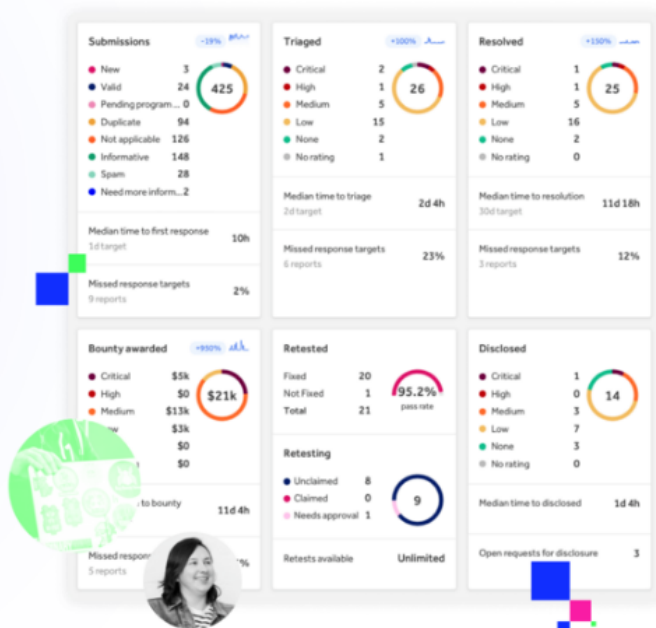 Submissions -19%
New 3
Valid 24
Pending program... 0
Duplicate 94
Not applicable 126
Informative 148
Spam 28
Need more inform... 2
425
Median time to first response 10h
1d target
Missed response targets 2%
9 reports
Triaged +100%
Critical 2
High 1
Medium 5
Low 15
None 2
No rating 1
26
Median time to triage 2d 4h
2d target
Missed response targets 23%
6 reports
Resolved +150%
Critical 1
High 1
Medium 5
Low 16
None 2
No rating 0
25
Median time to resolution 11d 18h
30d target
Missed response targets 12%
3 reports
Bounty awarded +950%
Critical $5k
High $0
Medium $13k
$3k
$0
$0
$21k
to bounty 11d 4h
Missed
5 reports
Retested
Fixed 20
Not Fixed 1
Total 21
95.2%
pass rate
Retesting
Unclaimed 8
Claimed 0
Needs approval 1
9
Retests available Unlimited
Disclosed
Critical 1
High 0
Medium 3
Low 7
None 3
No rating 0
14
Median time to disclosed 1d 4h
Open requests for disclosure 3